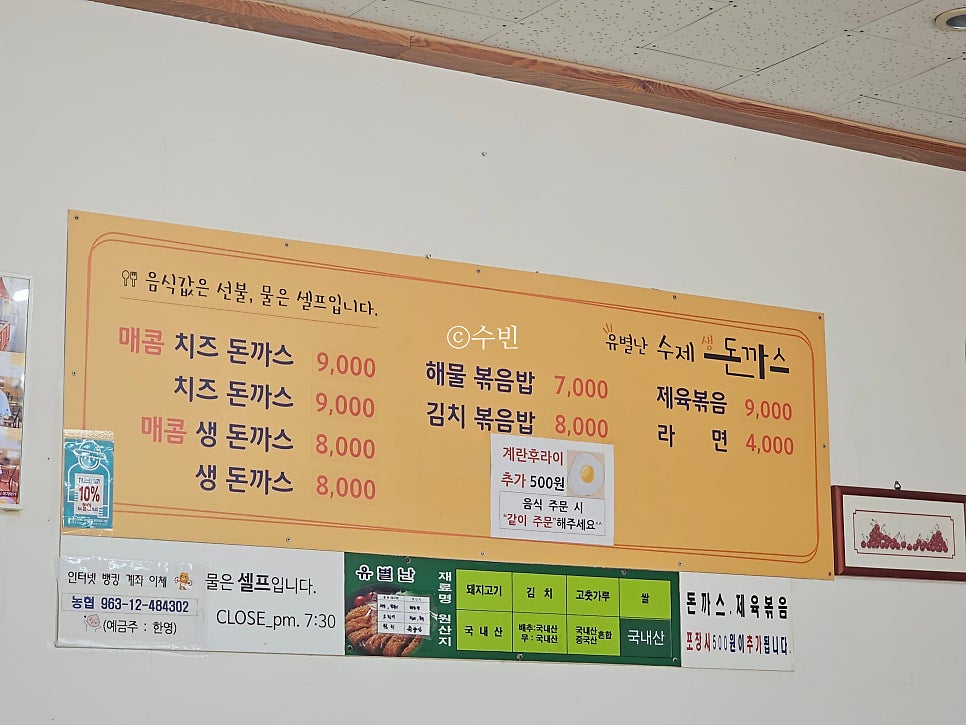 음식값은 선불, 물은 셀프입니다.
매콤 치즈 돈까스 9,000
치즈 돈까스 9,000
매콤 생 돈까스 8,000
생 돈까스 8,000
ⓒ수빈
해물 볶음밥 7,000
김치 볶음밥 8,000
유별난 수제 생 돈까스
제육볶음 9,000
라 면 4,000
계란후라이
추가 500원
음식 주문 시
"같이 주문"해주세요^^
10%
인터넷 뱅킹 계좌 이체
농협 963-12-484302
(예금주 : 한영)
물은 셀프입니다.
CLOSE_pm. 7:30
유별난
재료명 돼지고기 김 치 고춧가루 쌀
원산지 국내산 배추:국내산 무:국내산 국내산 중국산 혼합 국내산
돈까스.제육볶음
포장시500원이추가됩니다.